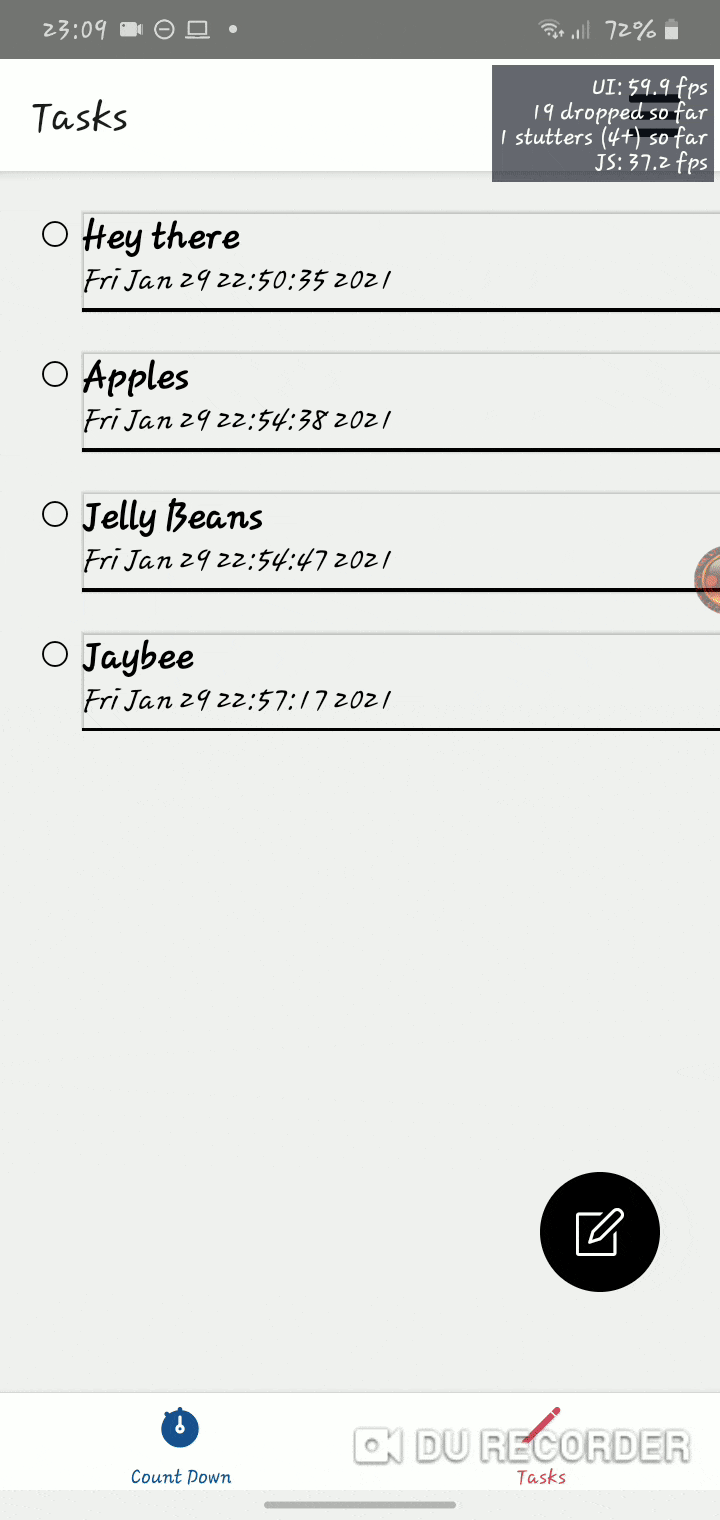 23:09 72%
Tasks
UI: 59.9 fps
19 dropped so far
1 stutters (4+) so far
JS: 37.2 fps
Hey there
Fri Jan 29 22:50:35 2021
Apples
Fri Jan 29 22:54:38 2021
Jelly Beans
Fri Jan 29 22:54:47 2021
Jaybee
Fri Jan 29 22:57:17 2021
DU RECORDER
Count Down Tasks